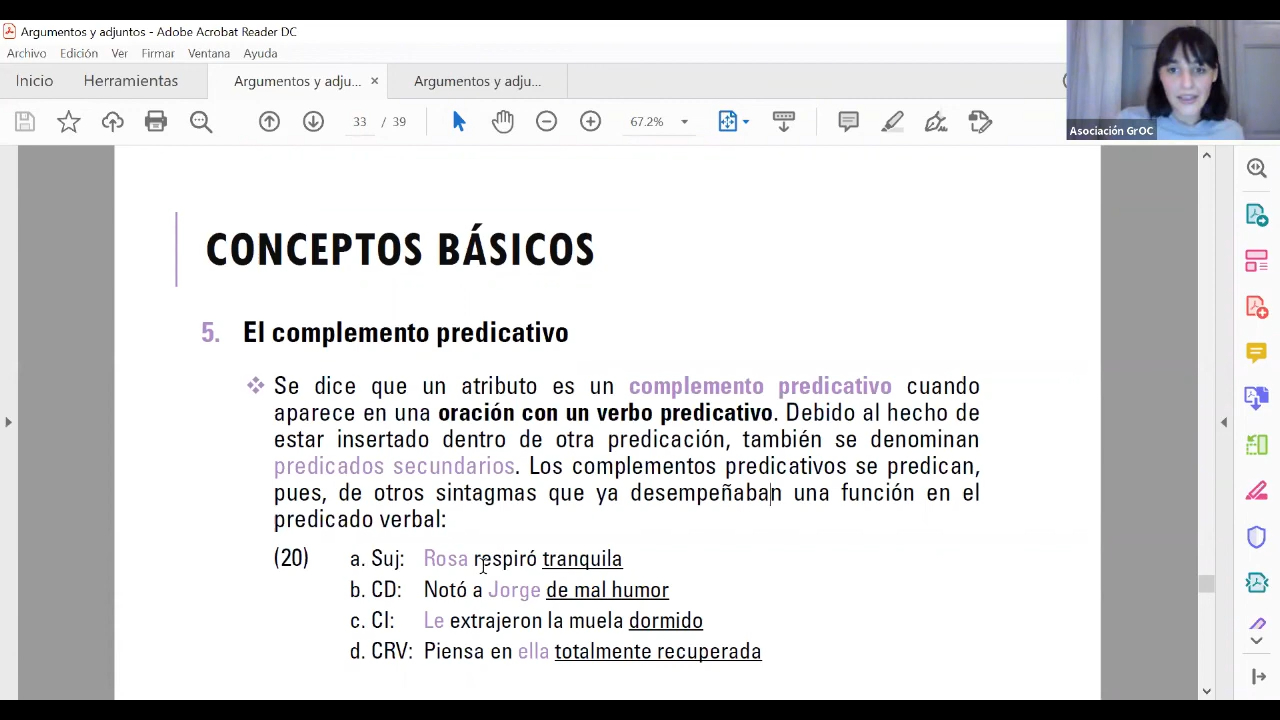 Argumentos y adjuntos - Adobe Acrobat Reader DC
Archivo Edición Ver Firmar Ventana Ayuda
Inicio Herramientas Argumentos y adju... × Argumentos y adju...
33 / 39 67.2%
Asociación GrOC
CONCEPTOS BÁSICOS
5. El complemento predicativo
❖ Se dice que un atributo es un complemento predicativo cuando
aparece en una oración con un verbo predicativo. Debido al hecho de
estar insertado dentro de otra predicación, también se denominan
predicados secundarios. Los complementos predicativos se predican,
pues, de otros sintagmas que ya desempeñaban una función en el
predicado verbal:
(20) a. Suj: Rosa respiró tranquila
b. CD: Notó a Jorge de mal humor
c. CI: Le extrajeron la muela dormido
d. CRV: Piensa en ella totalmente recuperada